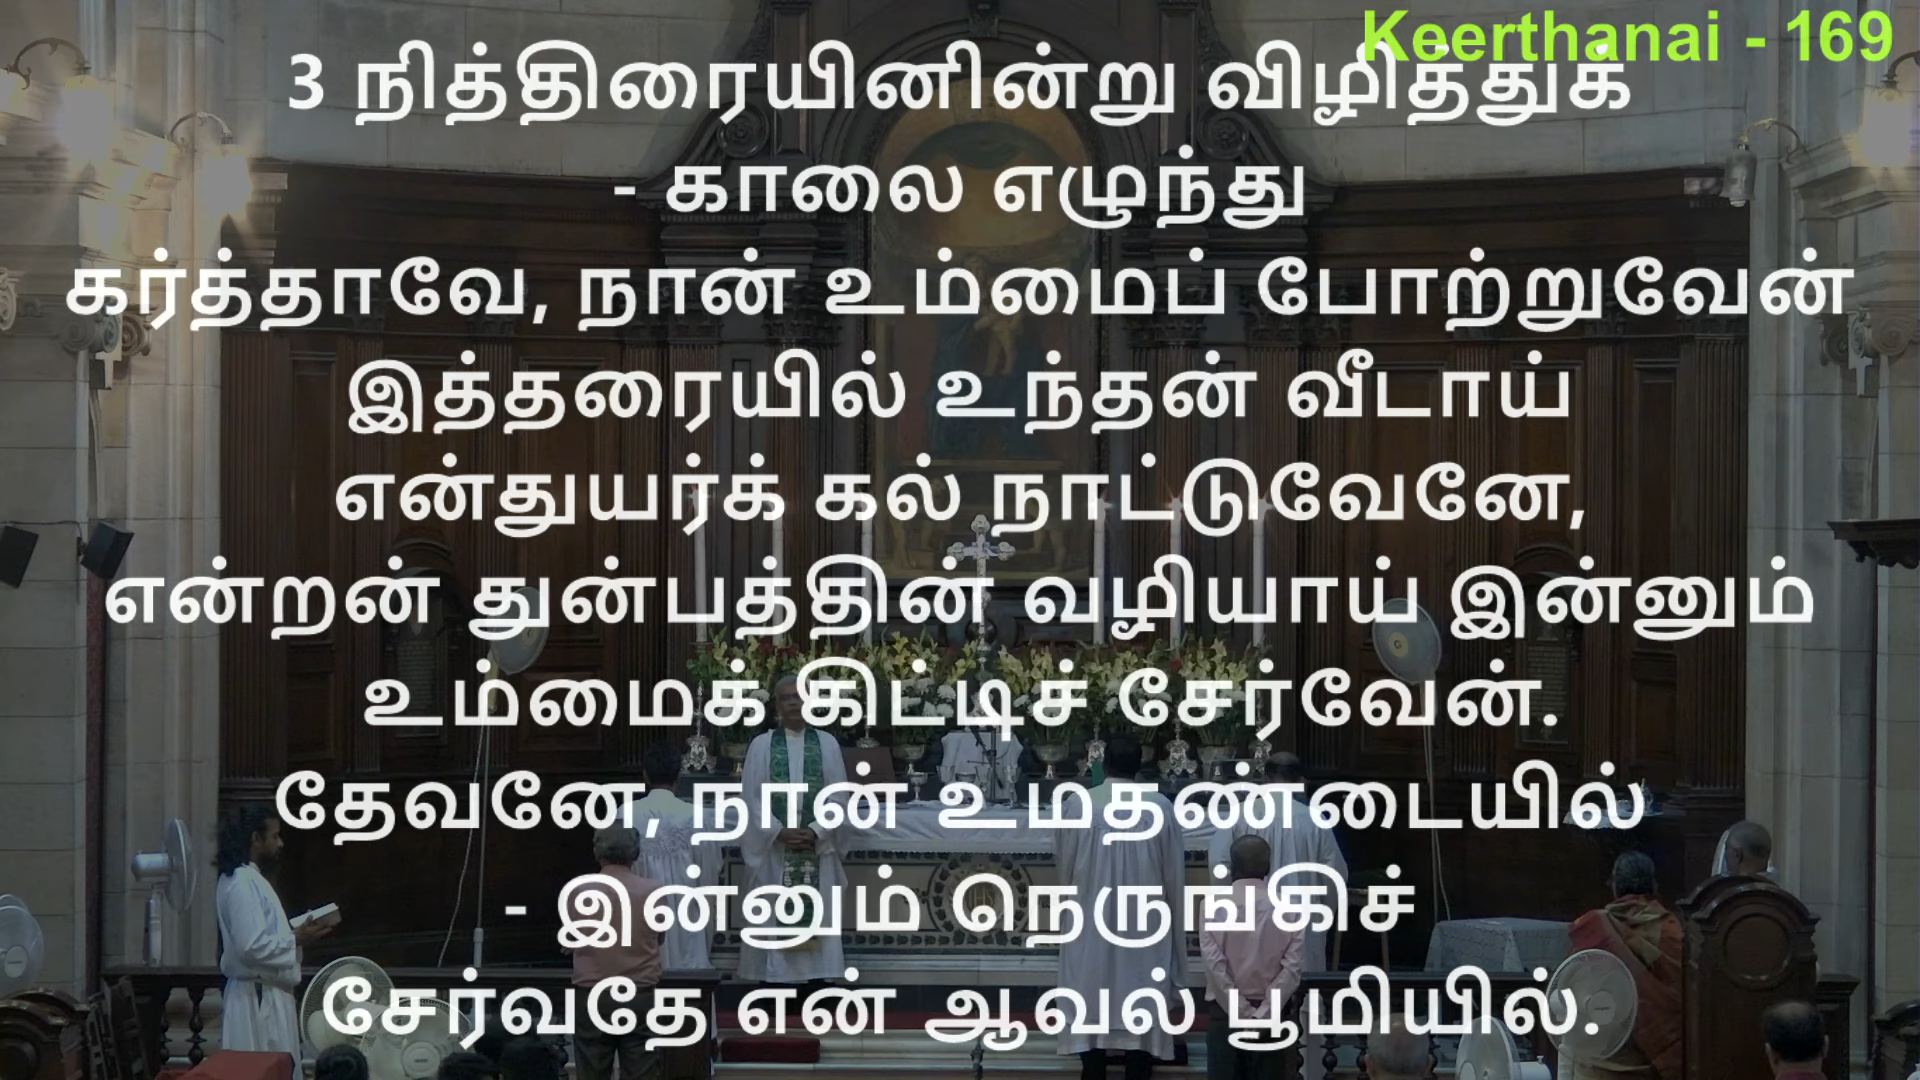 Keerthanai - 169
3 நித்திரையினின்று விழித்துக்
- காலை எழுந்து
கர்த்தாவே, நான் உம்மைப் போற்றுவேன்
இத்தரையில் உந்தன் வீடாய்
என்துயர்க் கல் நாட்டுவேனே,
என்றன் துன்பத்தின் வழியாய் இன்னும்
உம்மைக் கிட்டிச் சேர்வேன்.
தேவனே, நான் உமதண்டையில்
- இன்னும் நெருங்கிச்
சேர்வதே என் ஆவல் பூமியில்.